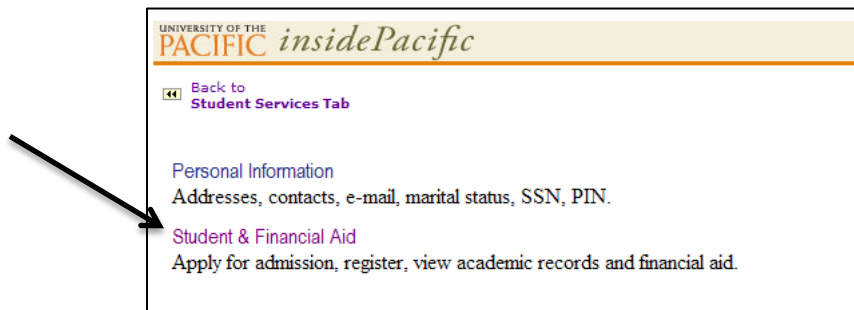 UNIVERSITY OF THE
PACIFIC insidePacific
Back to
Student Services Tab
Personal Information
Addresses, contacts, e-mail, marital status, SSN, PIN.
Student & Financial Aid
Apply for admission, register, view academic records and financial aid.